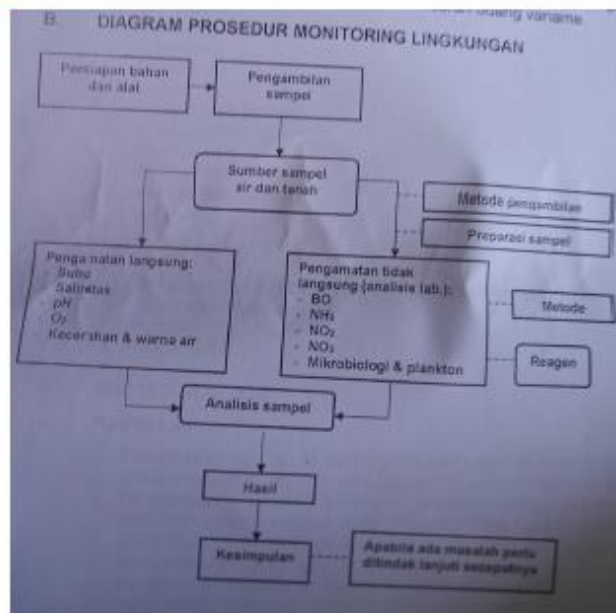 udang vaname
B. DIAGRAM PROSEDUR MONITORING LINGKUNGAN
Persiapan bahan
dan alat
Pengambilan
sampel
Sumber sampel
air dan tanah
Metode pengambilan
Preparasi sampel
Pengamatan langsung:
- Suhu
- Salinitas
- pH
- O₂
- Kecerahan & warna air
Pengamatan tidak
langsung (analisis lab.):
- BO
- NH₃
- NO₂
- NO₃
- Mikrobiologi & plankton
Metode
Reagen
Analisis sampel
Hasil
Kesimpulan
Apabila ada masalah perlu
ditindak lanjuti secepatnya